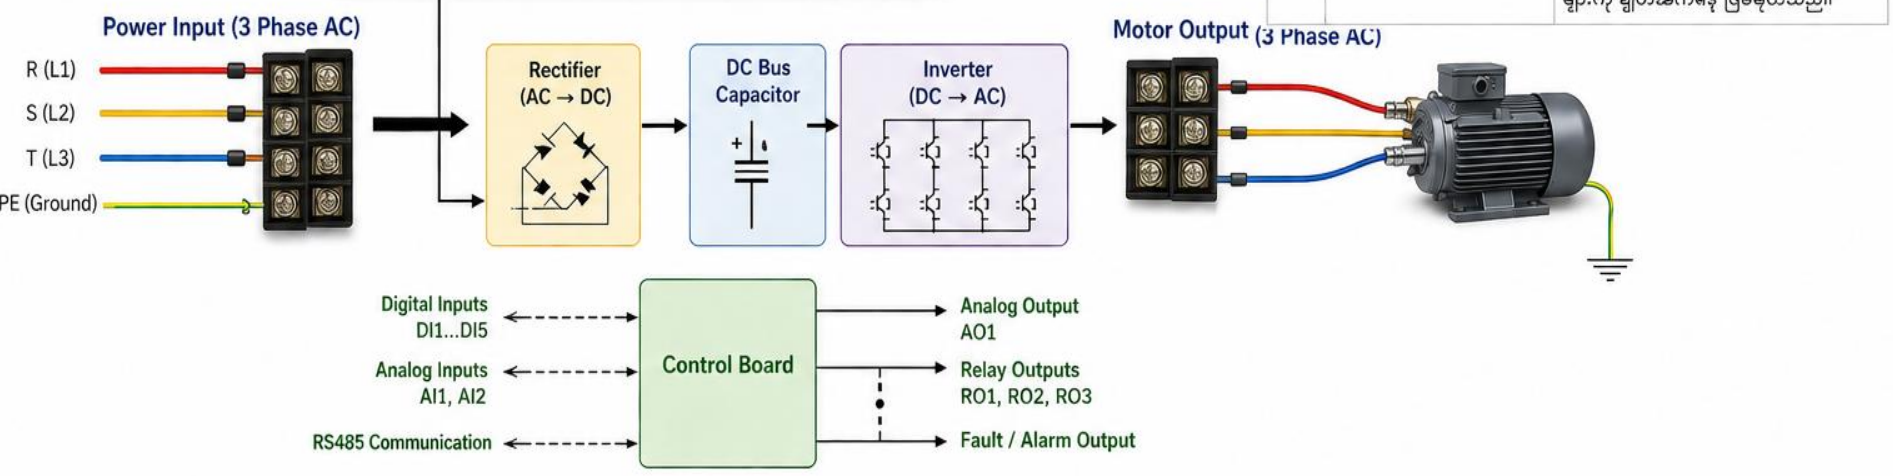 Power Input (3 Phase AC)
R (L1)
S (L2)
T (L3)
PE (Ground)
Rectifier
(AC → DC)
DC Bus
Capacitor
+
Inverter
(DC → AC)
Motor Output (3 Phase AC)
Digital Inputs
DI1...DI5
Analog Inputs
AI1, AI2
RS485 Communication
Control Board
Analog Output
AO1
Relay Outputs
RO1, RO2, RO3
Fault / Alarm Output